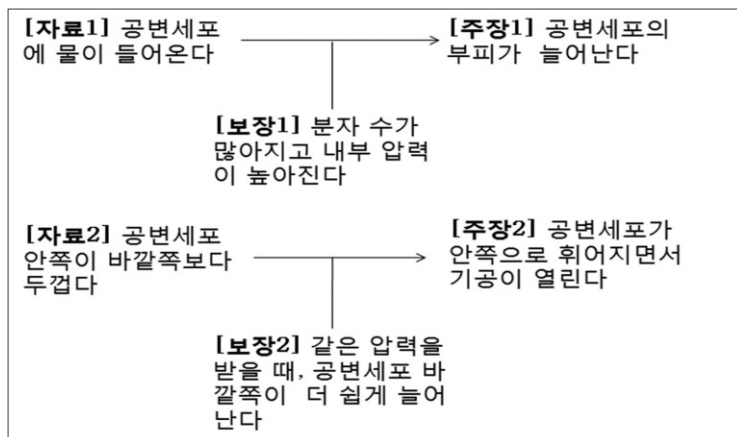 [자료1] 공변세포
에 물이 들어온다
[주장1] 공변세포의
부피가 늘어난다
[보장1] 분자 수가
많아지고 내부 압력
이 높아진다
[자료2] 공변세포
안쪽이 바깥쪽보다
두껍다
[주장2] 공변세포가
안쪽으로 휘어지면서
기공이 열린다
[보장2] 같은 압력을
받을 때, 공변세포 바
깥쪽이 더 쉽게 늘어
난다